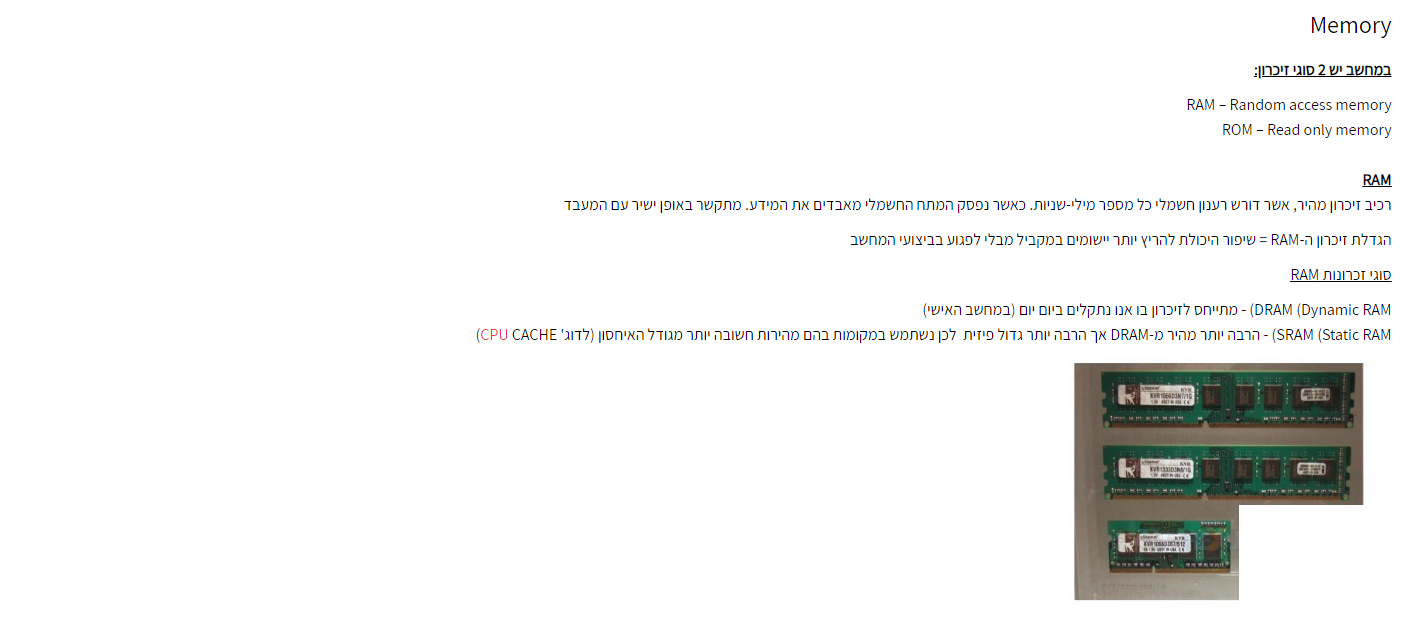 Memory
במחשב יש 2 סוגי זיכרון:
RAM – Random access memory
ROM – Read only memory
RAM
רכיב זיכרון מהיר, אשר דורש רענון חשמלי כל מספר מילי-שניות. כאשר נפסק המתח החשמלי מאבדים את המידע. מתקשר באופן ישיר עם המעבד
הגדלת זיכרון ה-RAM = שיפור היכולת להריץ יותר יישומים במקביל מבלי לפגוע בביצועי המחשב
סוגי זכרונות RAM
DRAM (Dynamic RAM) - מתייחס לזיכרון בו אנו נתקלים ביום יום (במחשב האישי)
SRAM (Static RAM) - הרבה יותר מהיר מ-DRAM אך הרבה יותר גדול פיזית לכן נשתמש במקומות בהם מהירות חשובה יותר מגודל האיחסון (לדוג' CPU CACHE)
KVR1066D3N7/1G
KVR1333D3N8/1G
KVR1066D3S7/512